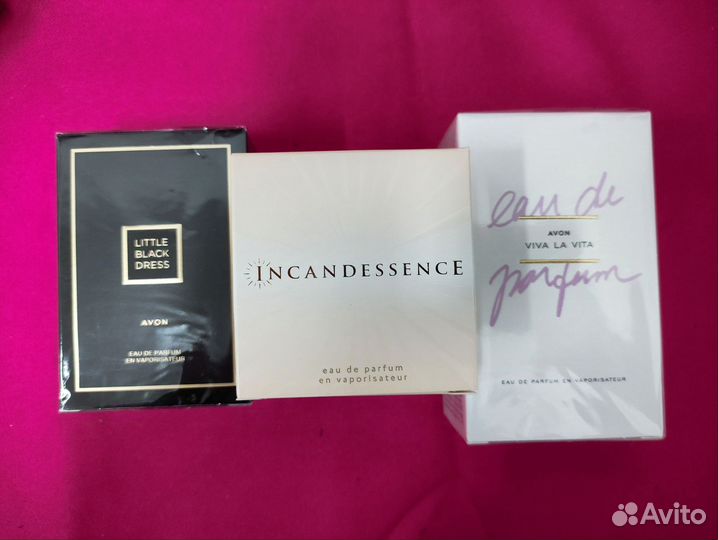 LITTLE
BLACK
DRESS
AVON
EAU DE PARFUM
EN VAPORISATEUR
INCANDESSENCE
eau de parfum
en vaporisateur
eau de
AVON
VIVA LA VITA
parfum
EAU DE PARFUM EN VAPORISATEUR
Avito